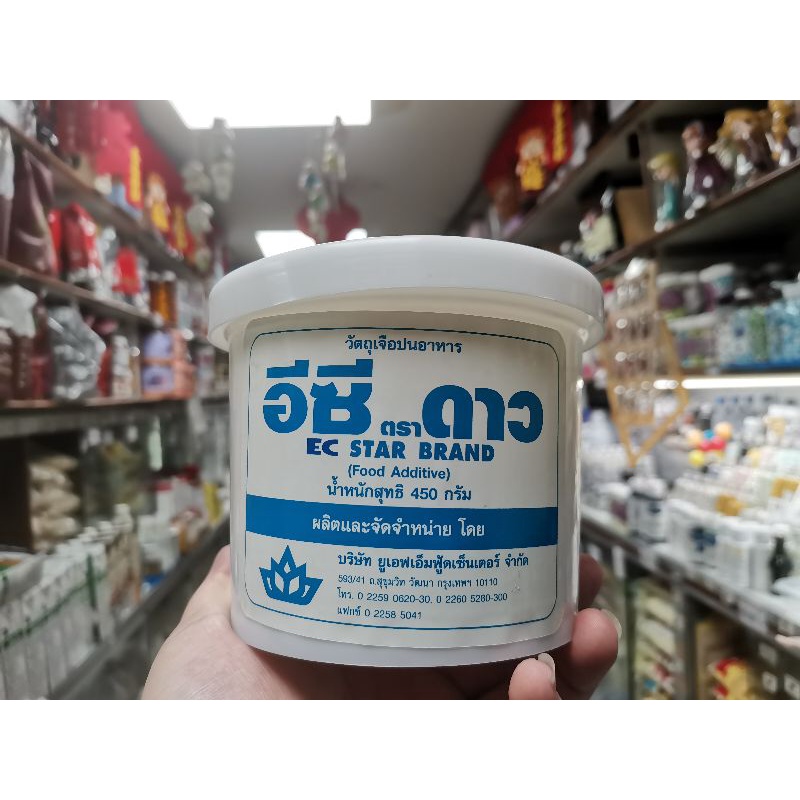 วัตถุเจือปนอาหาร
อีซี ตรา ดาว
EC STAR BRAND
(Food Additive)
น้ำหนักสุทธิ 450 กรัม
ผลิตและจัดจำหน่าย โดย
บริษัท ยูเอฟเอ็มฟู้ดเซ็นเตอร์ จำกัด
593/41 ถ.สุขุมวิท วัฒนา กรุงเทพฯ 10110
โทร. 0 2259 0620-30. 0 2260 5280-300
แฟกซ์ 0 2258 5041